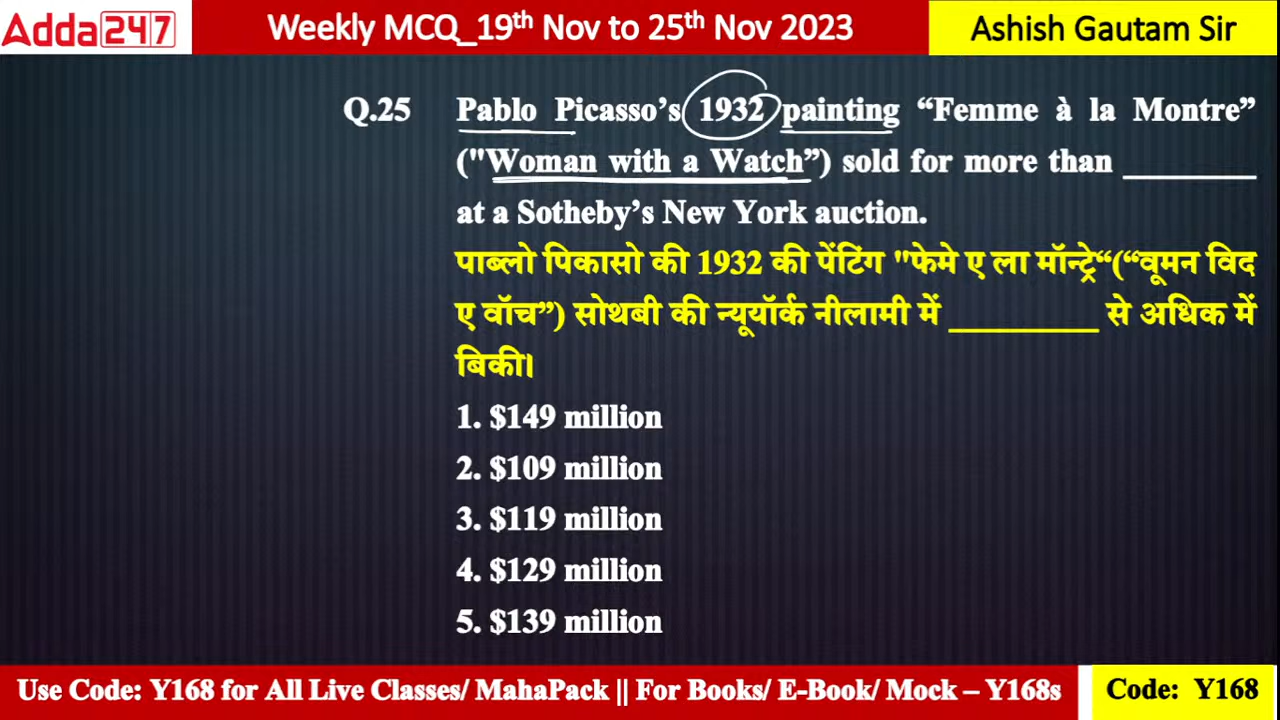 Adda247
Weekly MCQ_19th Nov to 25th Nov 2023
Ashish Gautam Sir
Q.25 Pablo Picasso’s 1932 painting “Femme à la Montre”
("Woman with a Watch”) sold for more than ________
at a Sotheby’s New York auction.
पाब्लो पिकासो की 1932 की पेंटिंग "फेमे ए ला मॉन्ट्रे“(“वूमन विद
ए वॉच”) सोथबी की न्यूयॉर्क नीलामी में _________ से अधिक में
बिकी।
1. $149 million
2. $109 million
3. $119 million
4. $129 million
5. $139 million
Use Code: Y168 for All Live Classes/ MahaPack || For Books/ E-Book/ Mock – Y168s
Code: Y168